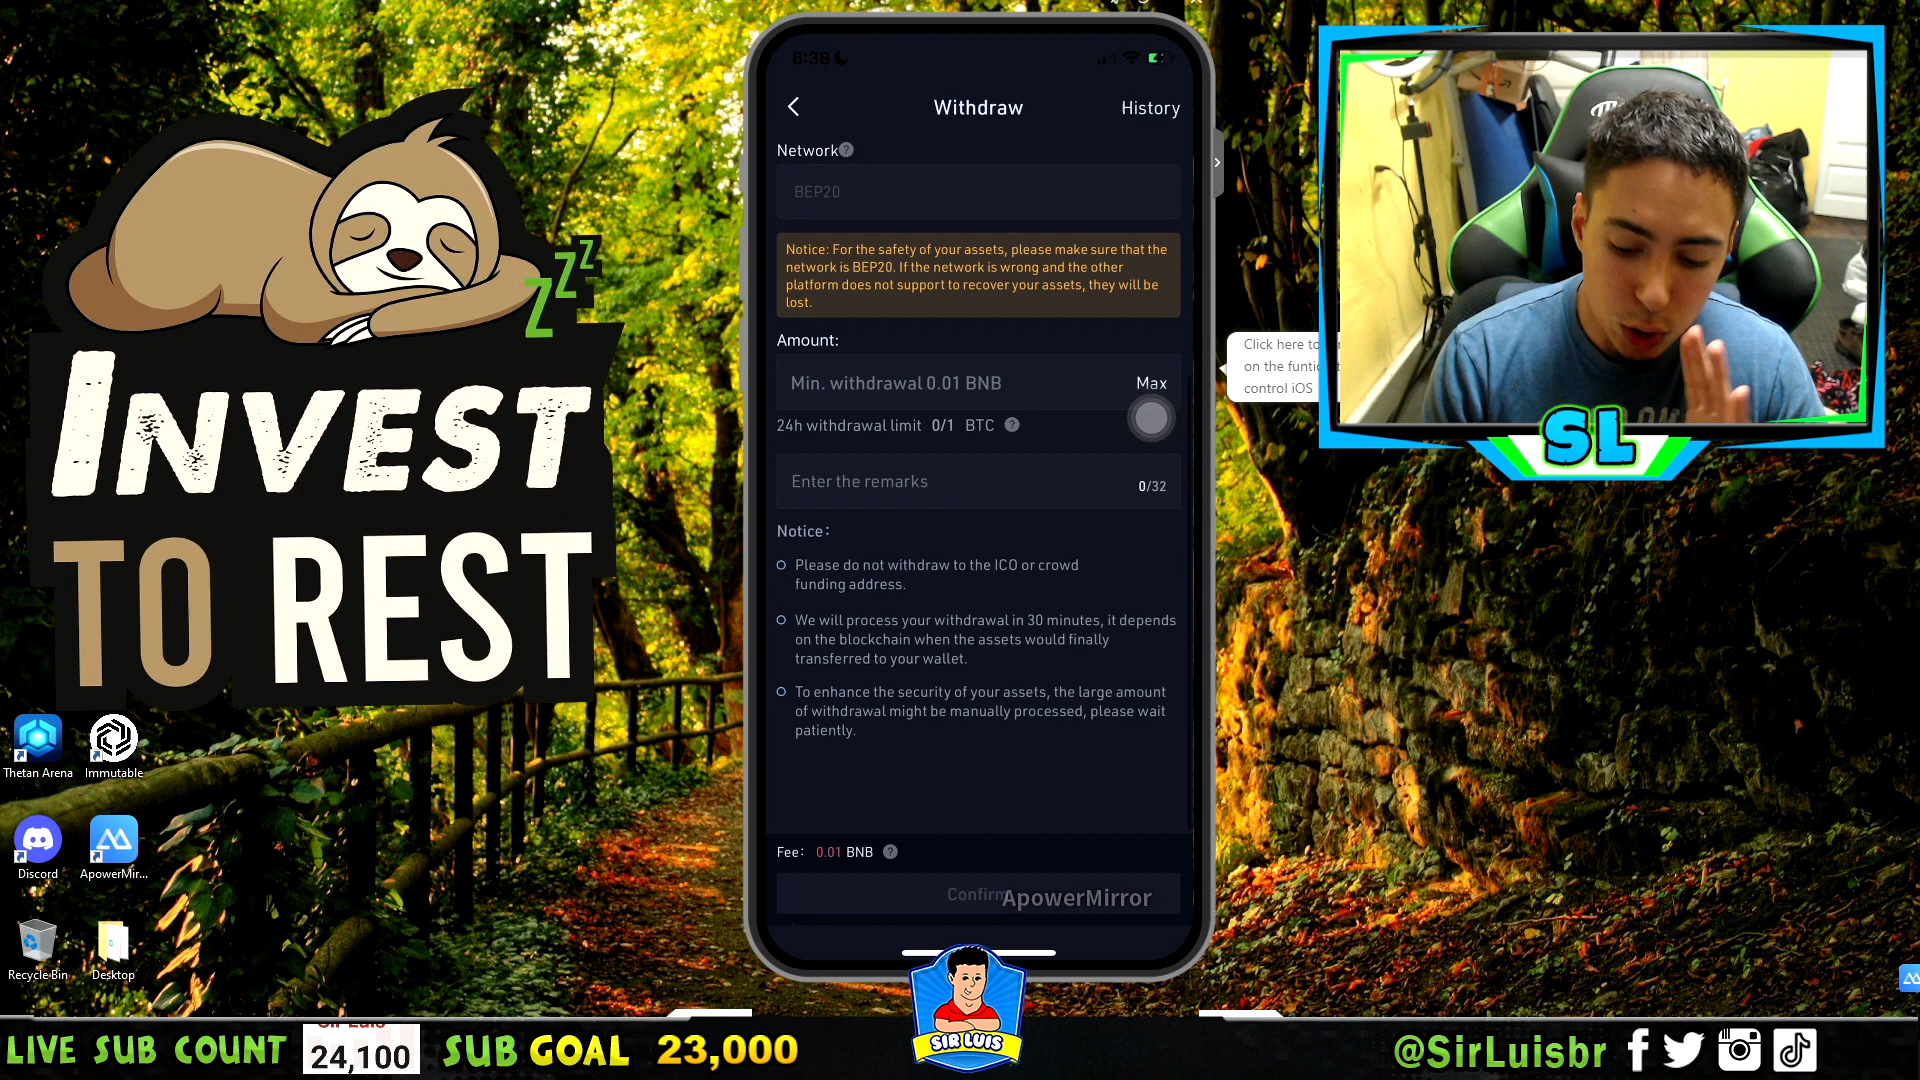 INVEST
TO REST
zzz
Thetan Arena
Immutable
Discord
ApowerMir...
Recycle Bin
Desktop
6:38
Withdraw
History
Network
BEP20
Notice: For the safety of your assets, please make sure that the
network is BEP20. If the network is wrong and the other
platform does not support to recover your assets, they will be
lost.
Amount:
Min. withdrawal 0.01 BNB
Max
24h withdrawal limit 0/1 BTC
Enter the remarks
0/32
Notice:
Please do not withdraw to the ICO or crowd
funding address.
We will process your withdrawal in 30 minutes, it depends
on the blockchain when the assets would finally
transferred to your wallet.
To enhance the security of your assets, the large amount
of withdrawal might be manually processed, please wait
patiently.
Fee: 0.01 BNB
Confirm
ApowerMirror
Click here to
on the
control iOS
SL
SIR LUIS
LIVE SUB COUNT
Sir Luis
24,100
SUB GOAL 23,000
@SirLuisbr